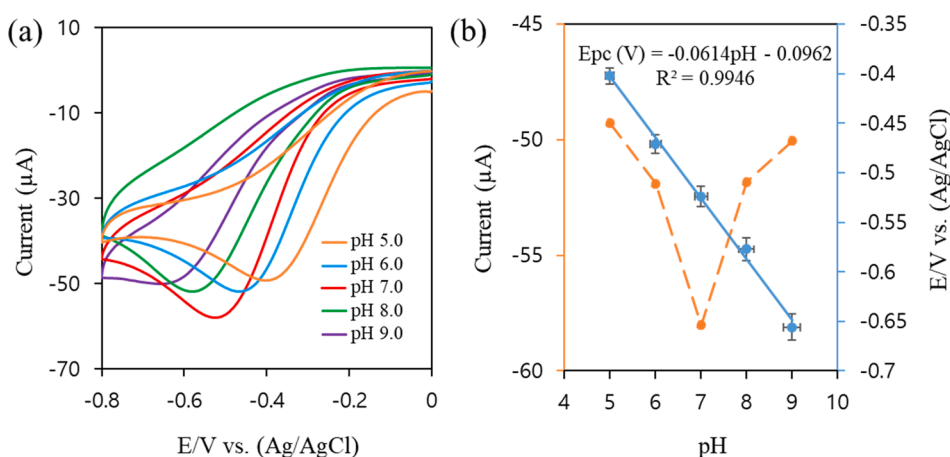 (a)
10
-10
-30
-50
-70
Current (μA)
pH 5.0
pH 6.0
pH 7.0
pH 8.0
pH 9.0
-0.8
-0.6
-0.4
-0.2
0
E/V vs. (Ag/AgCl)
(b)
-45
-50
-55
-60
Current (μA)
Epc (V) = -0.0614pH - 0.0962
R² = 0.9946
-0.35
-0.4
-0.45
-0.5
-0.55
-0.6
-0.65
-0.7
E/V vs. (Ag/AgCl)
4
5
6
7
8
9
10
pH